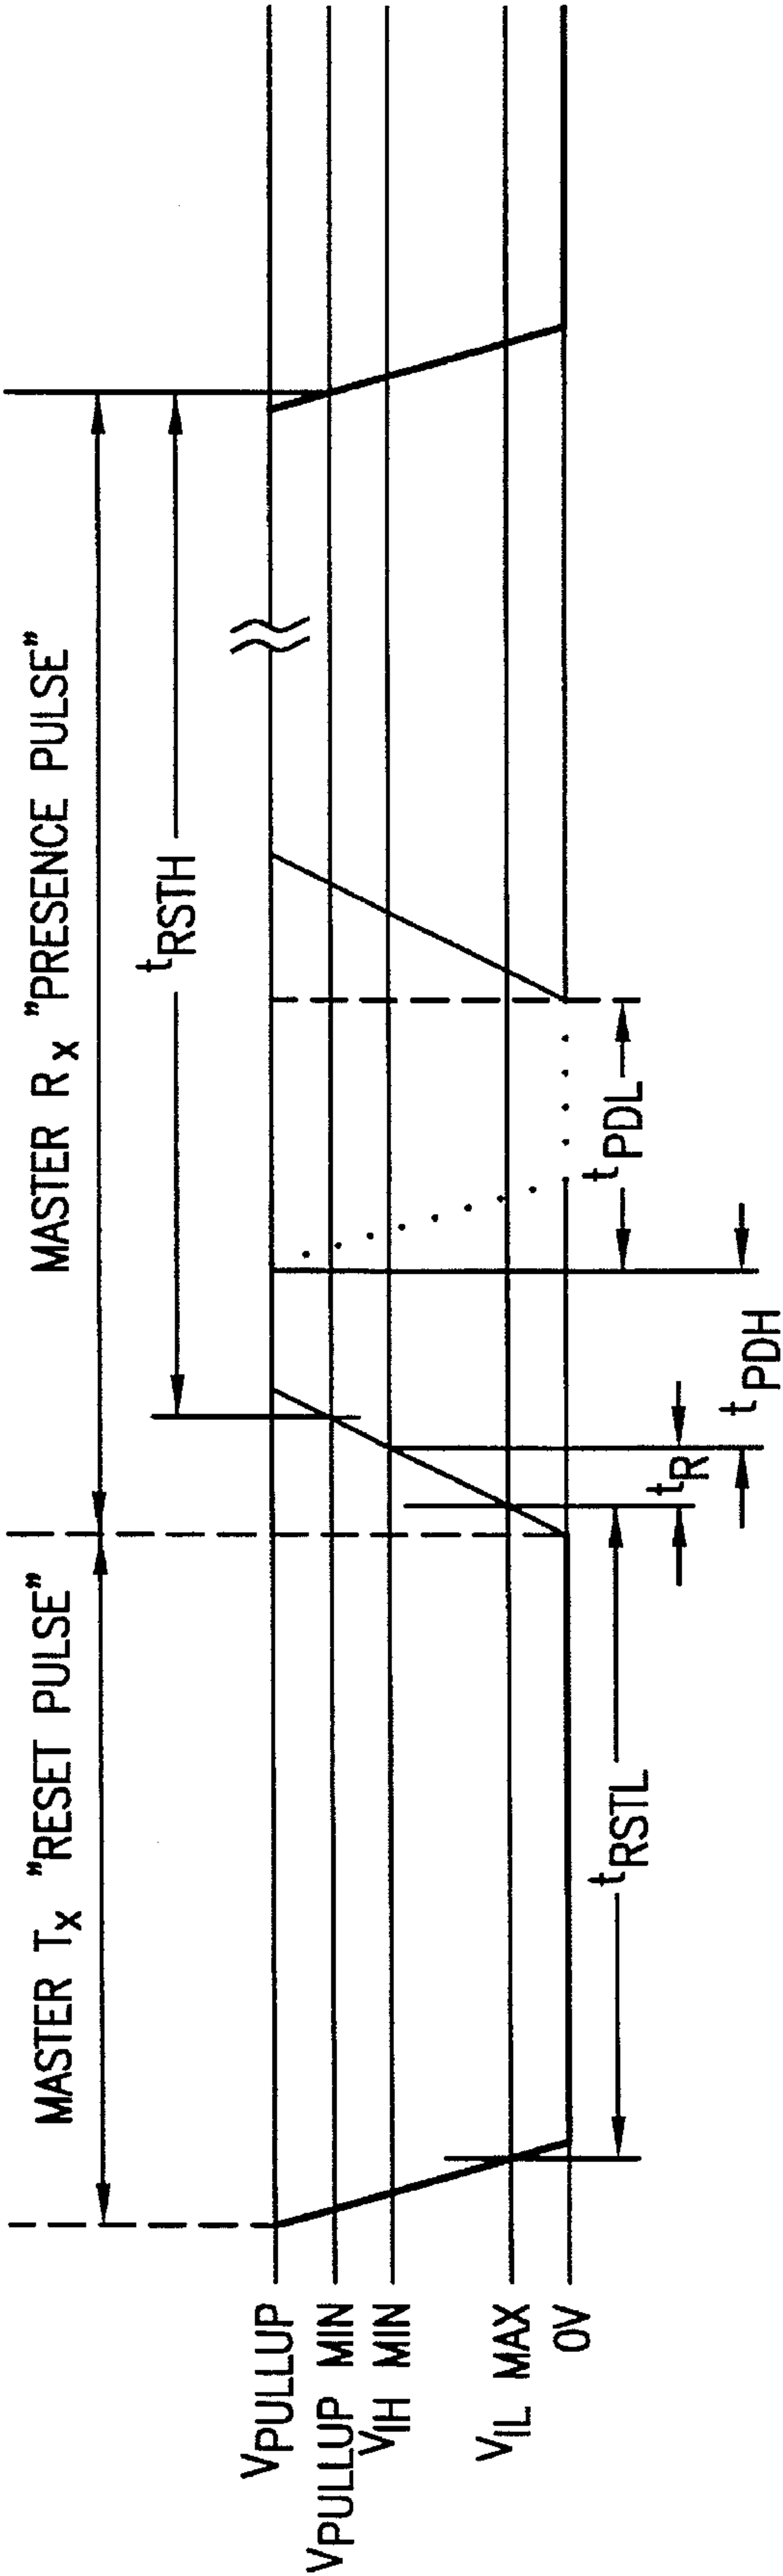 MASTER Tx "RESET PULSE"
MASTER Rx "PRESENCE PULSE"
tRSTH
VPULLUP
VPULLUP MIN
VIH MIN
VIL MAX
0V
tRSTL
tR
tPDH
tPDL